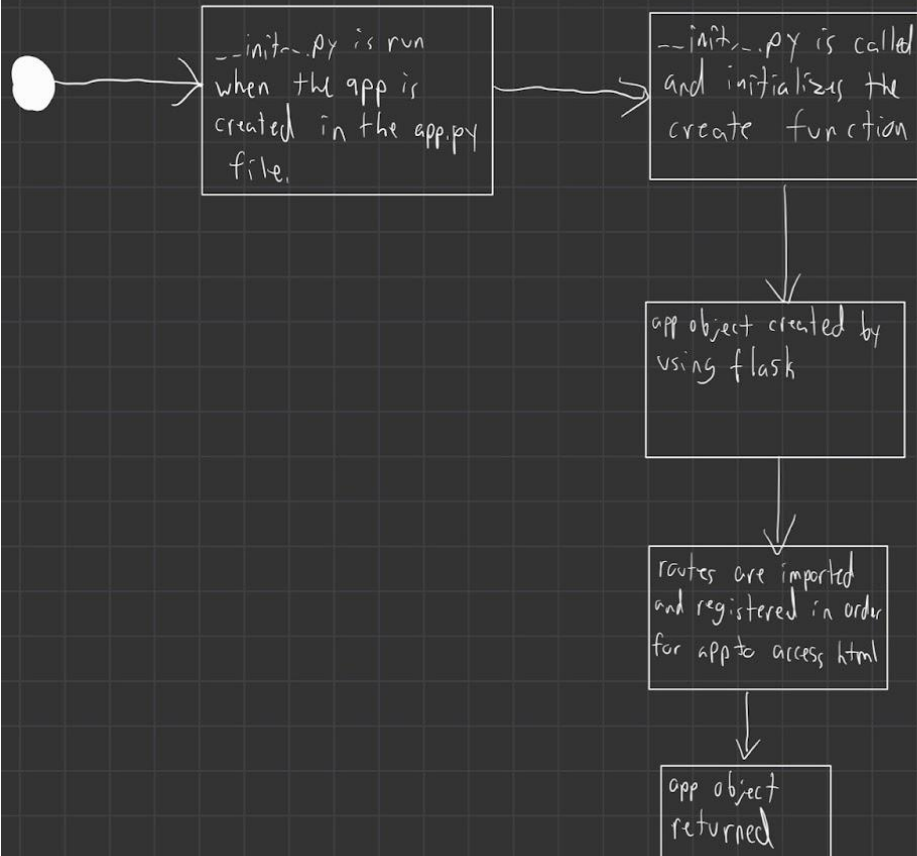 __init__.py is run
when the app is
created in the app.py
file.
__init__.py is called
and initializes the
create function
app object created by
using flask
routes are imported
and registered in order
for app to access html
app object
returned